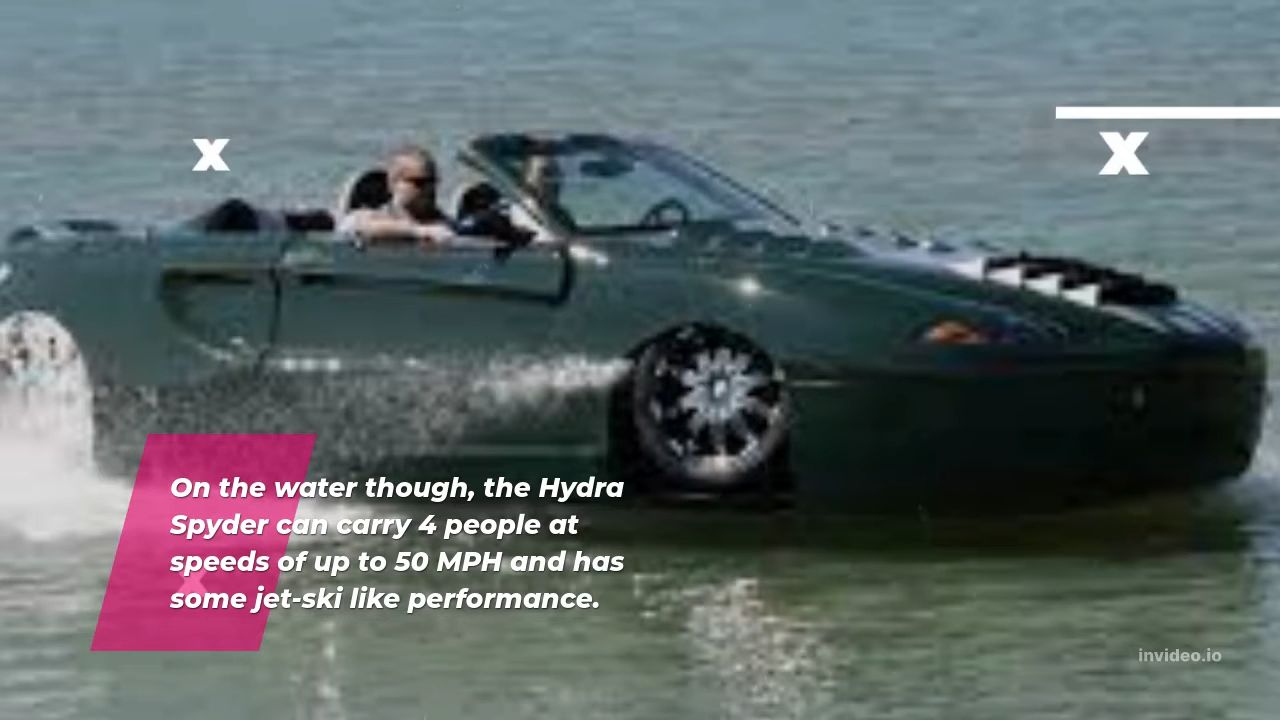 x
x
On the water though, the Hydra
Spyder can carry 4 people at
speeds of up to 50 MPH and has
some jet-ski like performance.
invideo.io